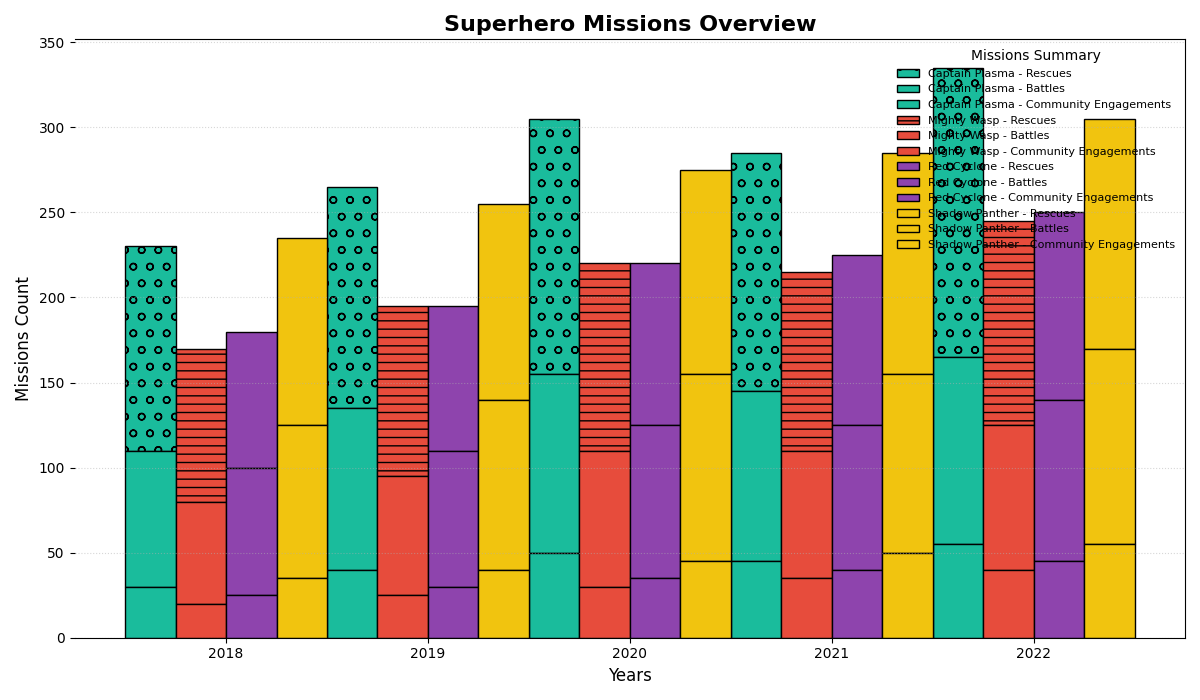 Superhero Missions Overview
Missions Count
350
300
250
200
150
100
50
0
Missions Summary
Captain Plasma - Rescues
Captain Plasma - Battles
Captain Plasma - Community Engagements
Mighty Wasp - Rescues
Mighty Wasp - Battles
Mighty Wasp - Community Engagements
Red Cyclone - Rescues
Red Cyclone - Battles
Red Cyclone - Community Engagements
Shadow Panther - Rescues
Shadow Panther - Battles
Shadow Panther - Community Engagements
2018
2019
2020
2021
2022
Years